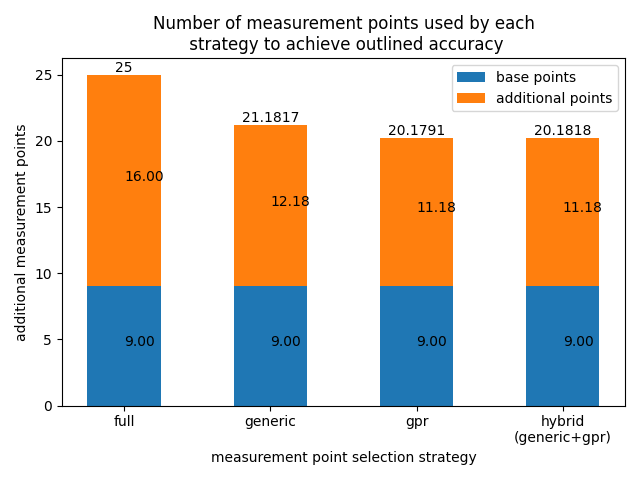 Number of measurement points used by each
strategy to achieve outlined accuracy
25
20
15
10
5
0
additional measurement points
base points
additional points
25
21.1817
20.1791
20.1818
16.00
12.18
11.18
11.18
9.00
9.00
9.00
9.00
full
generic
gpr
hybrid
(generic+gpr)
measurement point selection strategy